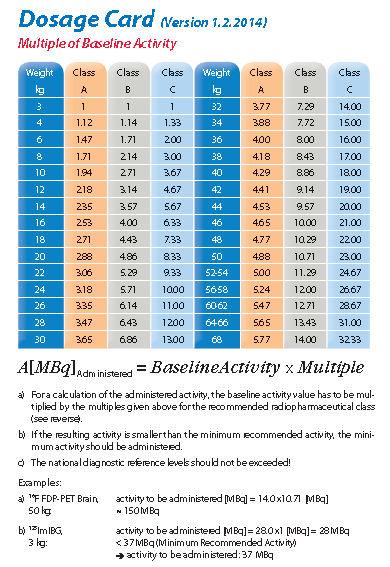 Dosage Card (Version 1.2.2014)
Multiple of Baseline Activity
Weight Class Class Class Weight Class Class Class
kg A B C kg A B C
3 1 1 1 32 3.77 7.29 14.00
4 1.12 1.14 1.33 34 3.88 7.72 15.00
6 1.47 1.71 2.00 36 4.00 8.00 16.00
8 1.71 2.14 3.00 38 4.18 8.43 17.00
10 1.94 2.71 3.67 40 4.29 8.86 18.00
12 2.18 3.14 4.67 42 4.41 9.14 19.00
14 2.35 3.57 5.67 44 4.53 9.57 20.00
16 2.53 4.00 6.33 46 4.65 10.00 21.00
18 2.71 4.43 7.33 48 4.77 10.29 22.00
20 2.88 4.86 8.33 50 4.88 10.71 23.00
22 3.06 5.29 9.33 52-54 5.00 11.29 24.67
24 3.18 5.71 10.00 56-58 5.24 12.00 26.67
26 3.35 6.14 11.00 60-62 5.47 12.71 28.67
28 3.47 6.43 12.00 64-66 5.65 13.43 31.00
30 3.65 6.86 13.00 68 5.77 14.00 32.33
A[MBq]Administered = BaselineActivity x Multiple
a) For a calculation of the administered activity, the baseline activity value has to be mul-
tiplied by the multiples given above for the recommended radiopharmaceutical class
(see reverse).
b) If the resulting activity is smaller than the minimum recommended activity, the mini-
mum activity should be administered.
c) The national diagnostic reference levels should not be exceeded!
Examples:
a) ¹⁸F FDP-PET Brain, activity to be administered [MBq] = 14.0x10.71 [MBq]
50 kg: ≈ 150 MBq
b) ¹²³I mIBG, activity to be administered [MBq] = 28.0 x1 [MBq] = 28 MBq
3 kg: < 37 MBq (Minimum Recommended Activity)
➔ activity to be administered: 37 MBq